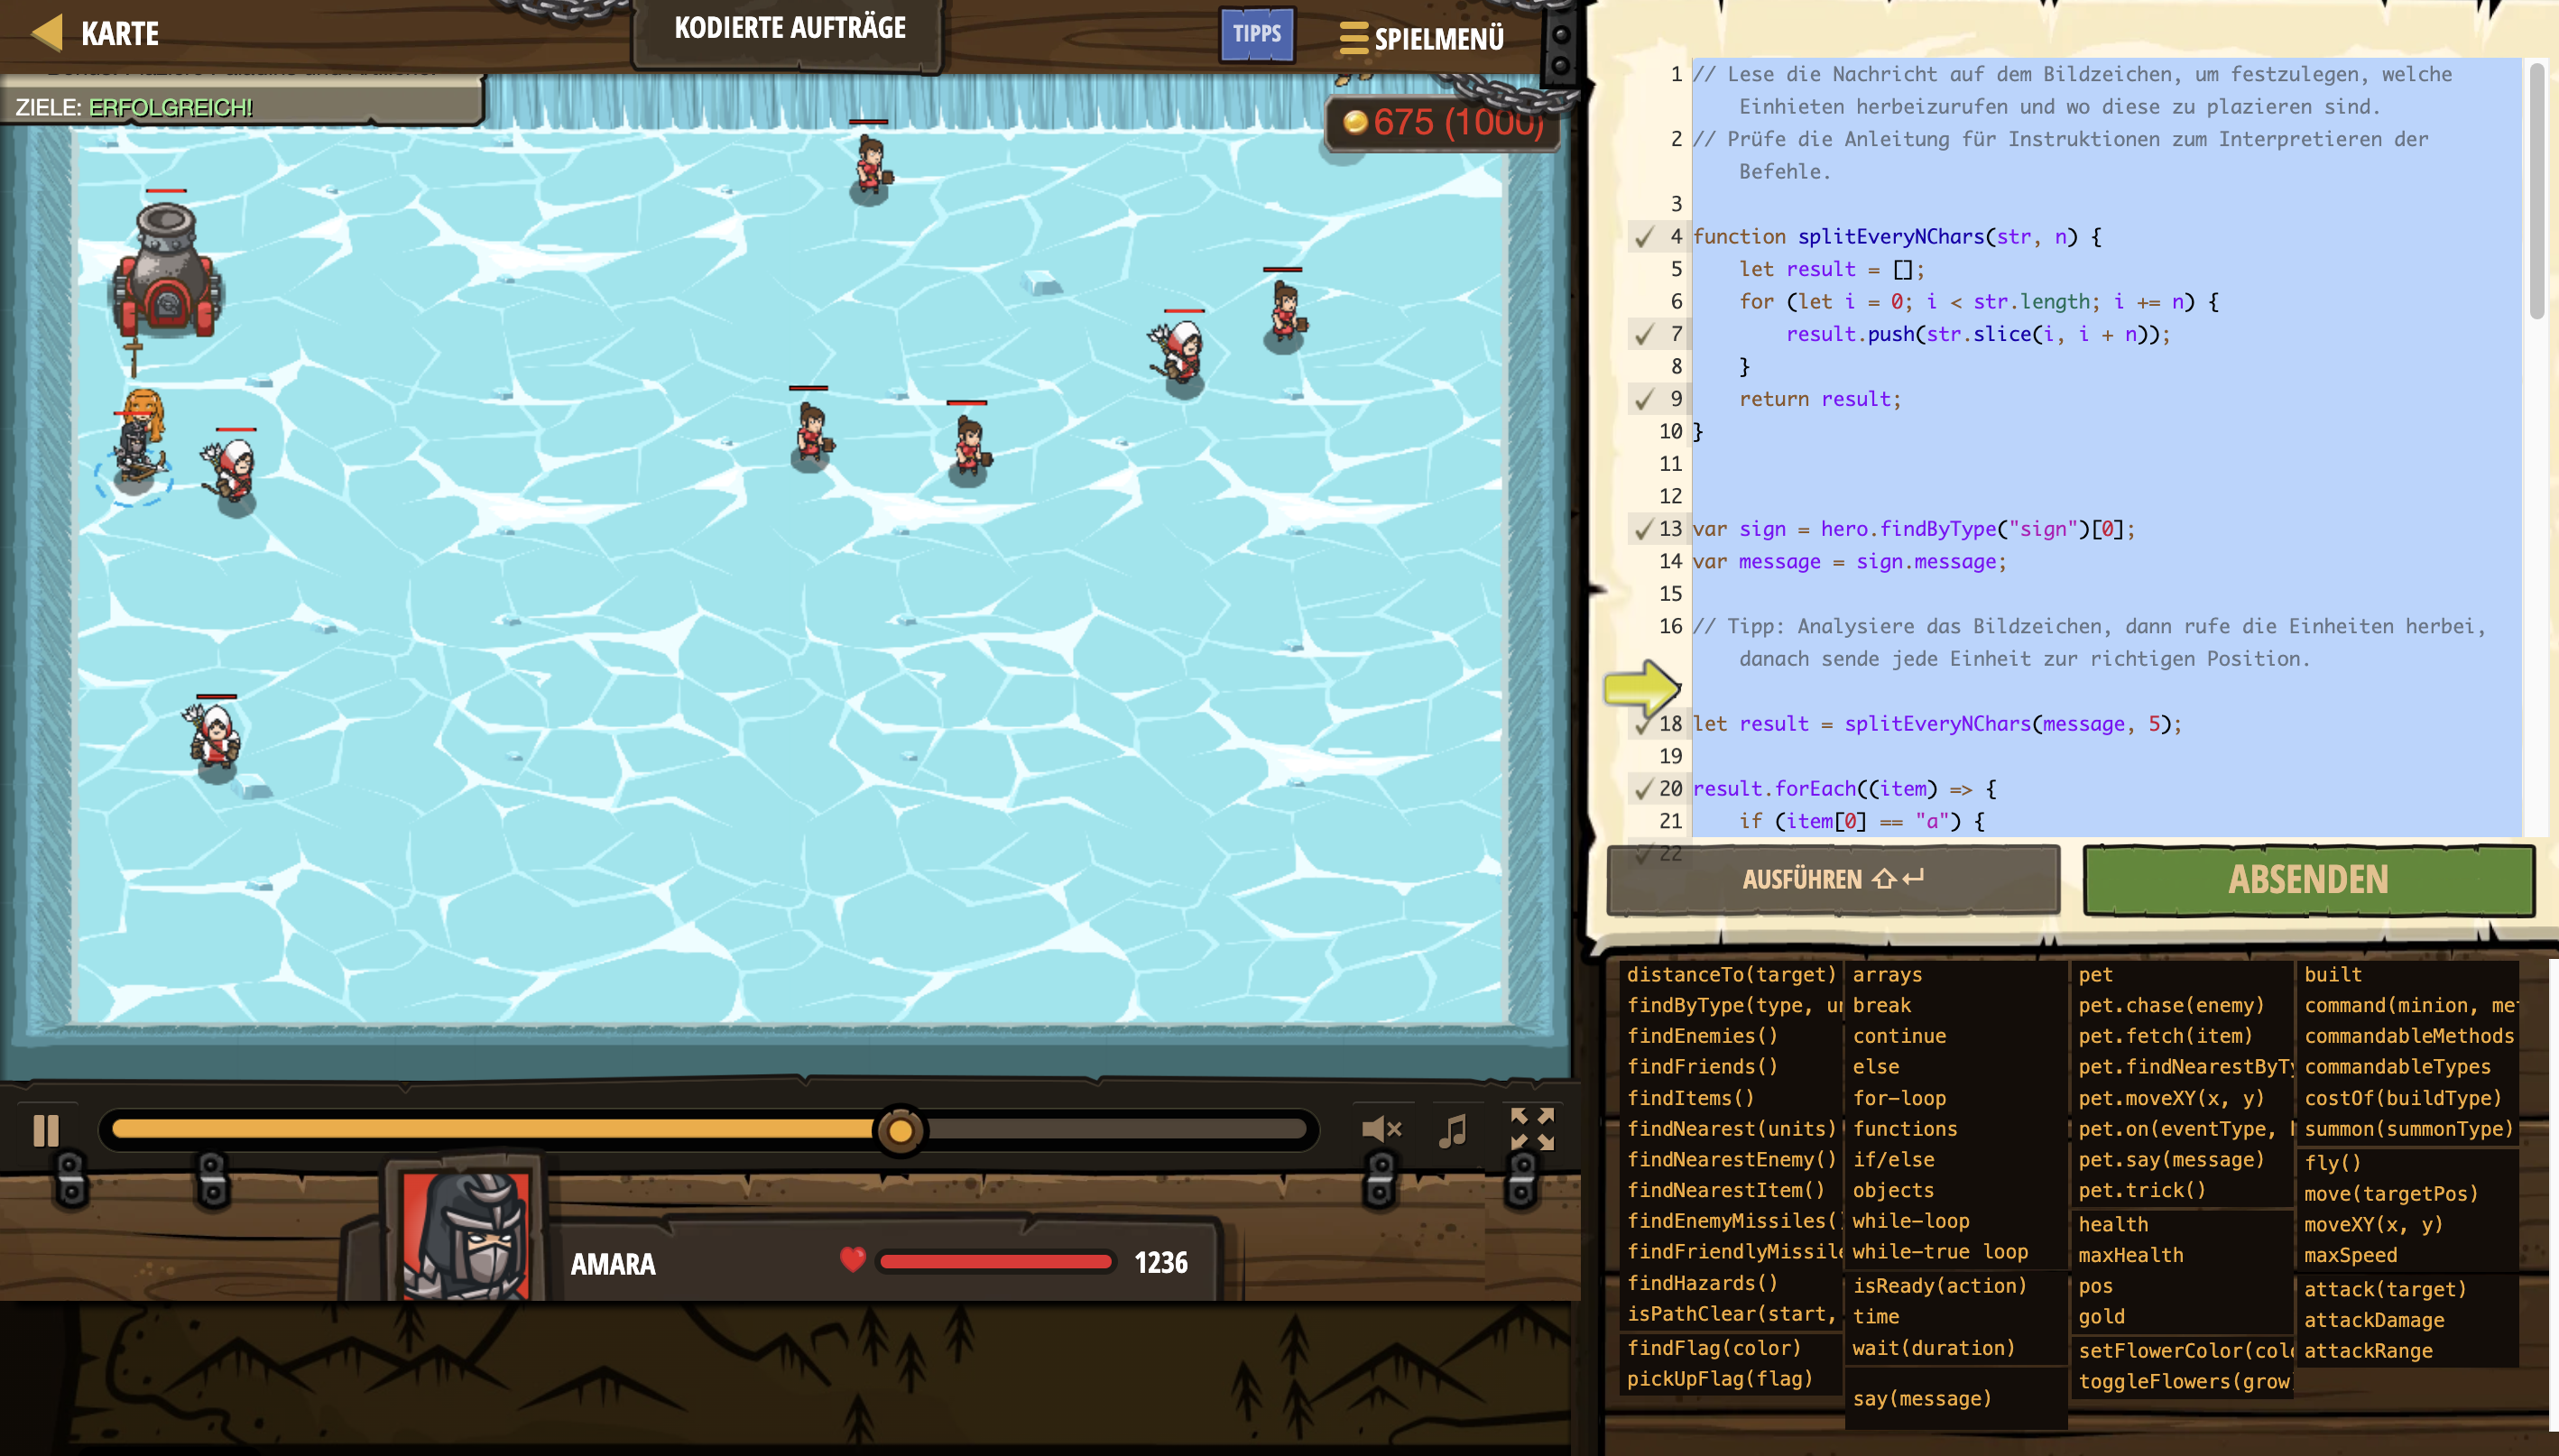 KARTE
KODIERTE AUFTRÄGE
TIPPS
SPIELMENÜ
ZIELE: ERFOLGREICH!
675 (1000)
1 // Lese die Nachricht auf dem Bildzeichen, um festzulegen, welche
Einhieten herbeizurufen und wo diese zu plazieren sind.
2 // Prüfe die Anleitung für Instruktionen zum Interpretieren der
Befehle.
3
4 function splitEveryNChars(str, n) {
5 let result = [];
6 for (let i = 0; i < str.length; i += n) {
7 result.push(str.slice(i, i + n));
8 }
9 return result;
10 }
11
12
13 var sign = hero.findByType("sign")[0];
14 var message = sign.message;
15
16 // Tipp: Analysiere das Bildzeichen, dann rufe die Einheiten herbei,
danach sende jede Einheit zur richtigen Position.
18 let result = splitEveryNChars(message, 5);
19
20 result.forEach((item) => {
21 if (item[0] == "a") {
22
AUSFÜHREN
ABSENDEN
distanceTo(target)
findByType(type, un
findEnemies()
findFriends()
findItems()
findNearest(units)
findNearestEnemy()
findNearestItem()
findEnemyMissiles()
findFriendlyMissile
findHazards()
isPathClear(start,
findFlag(color)
pickUpFlag(flag)
arrays
break
continue
else
for-loop
functions
if/else
objects
while-loop
while-true loop
isReady(action)
time
wait(duration)
say(message)
pet
pet.chase(enemy)
pet.fetch(item)
pet.findNearestByTy
pet.moveXY(x, y)
pet.on(eventType, h
pet.say(message)
pet.trick()
health
maxHealth
pos
gold
setFlowerColor(colo
toggleFlowers(grow
built
command(minion, met
commandableMethods
commandableTypes
costOf(buildType)
summon(summonType)
fly()
move(targetPos)
moveXY(x, y)
maxSpeed
attack(target)
attackDamage
attackRange
AMARA
1236